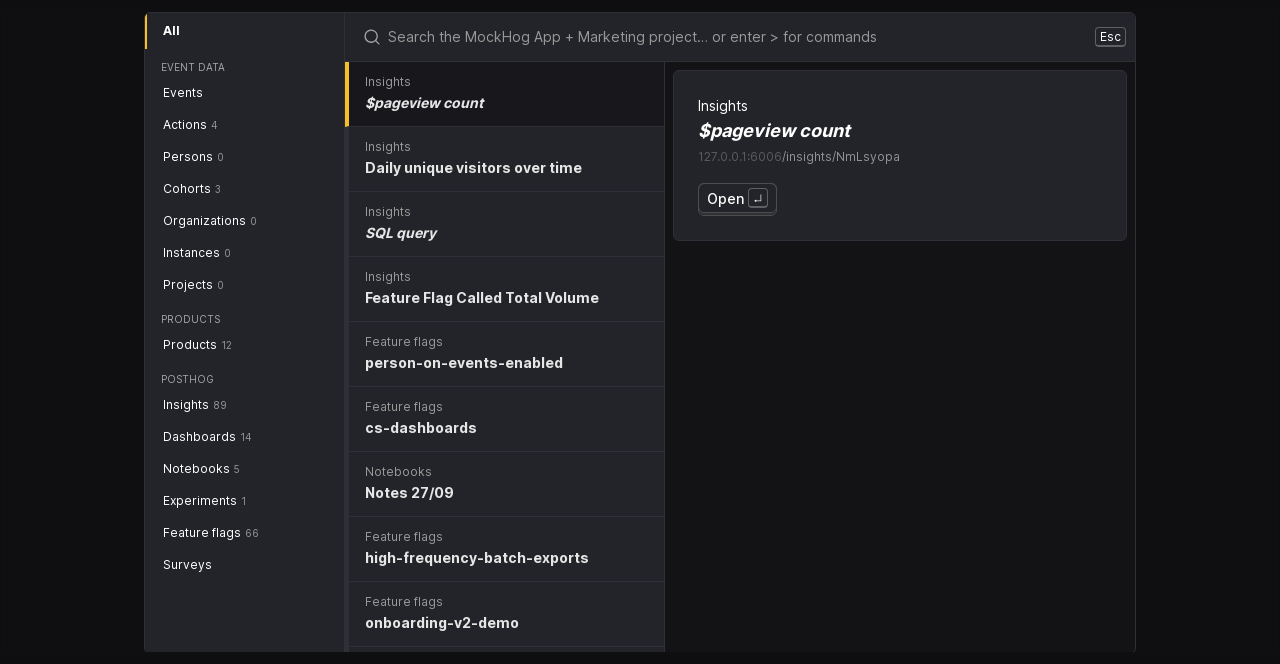 All
EVENT DATA
Events
Actions 4
Persons 0
Cohorts 3
Organizations 0
Instances 0
Projects 0
PRODUCTS
Products 12
POSTHOG
Insights 89
Dashboards 14
Notebooks 5
Experiments 1
Feature flags 66
Surveys
Search the MockHog App + Marketing project… or enter > for commands
Esc
Insights
$pageview count
Insights
Daily unique visitors over time
Insights
SQL query
Insights
Feature Flag Called Total Volume
Feature flags
person-on-events-enabled
Feature flags
cs-dashboards
Notebooks
Notes 27/09
Feature flags
high-frequency-batch-exports
Feature flags
onboarding-v2-demo
Insights
$pageview count
127.0.0.1:6006/insights/NmLsyopa
Open ↵